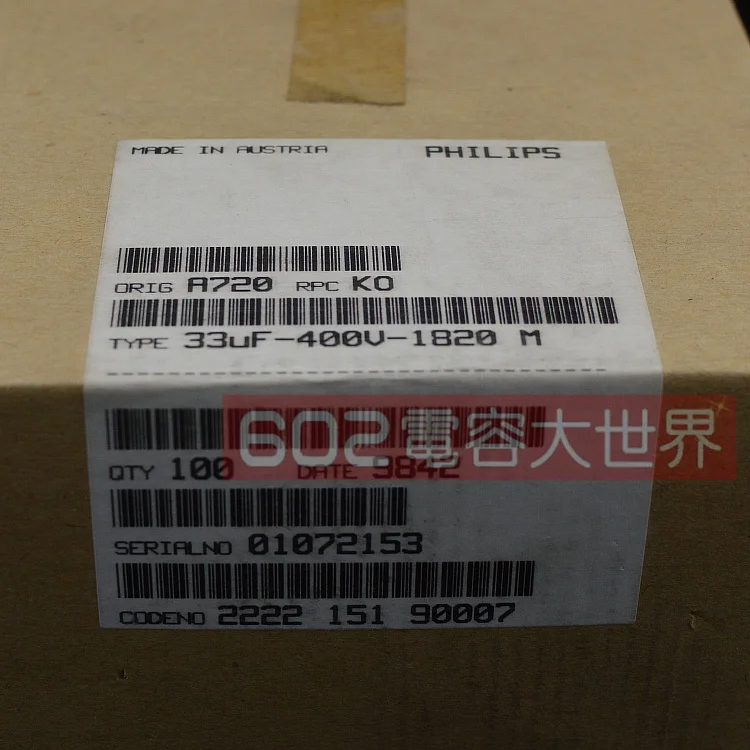 MADE IN AUSTRIA PHILIPS
ORIG A720 RPC KO
TYPE 33uF-400V-1820 M
602電容大世界
QTY 100 DATE 9842
SERIALNO 01072153
CODENO 2222 151 90007